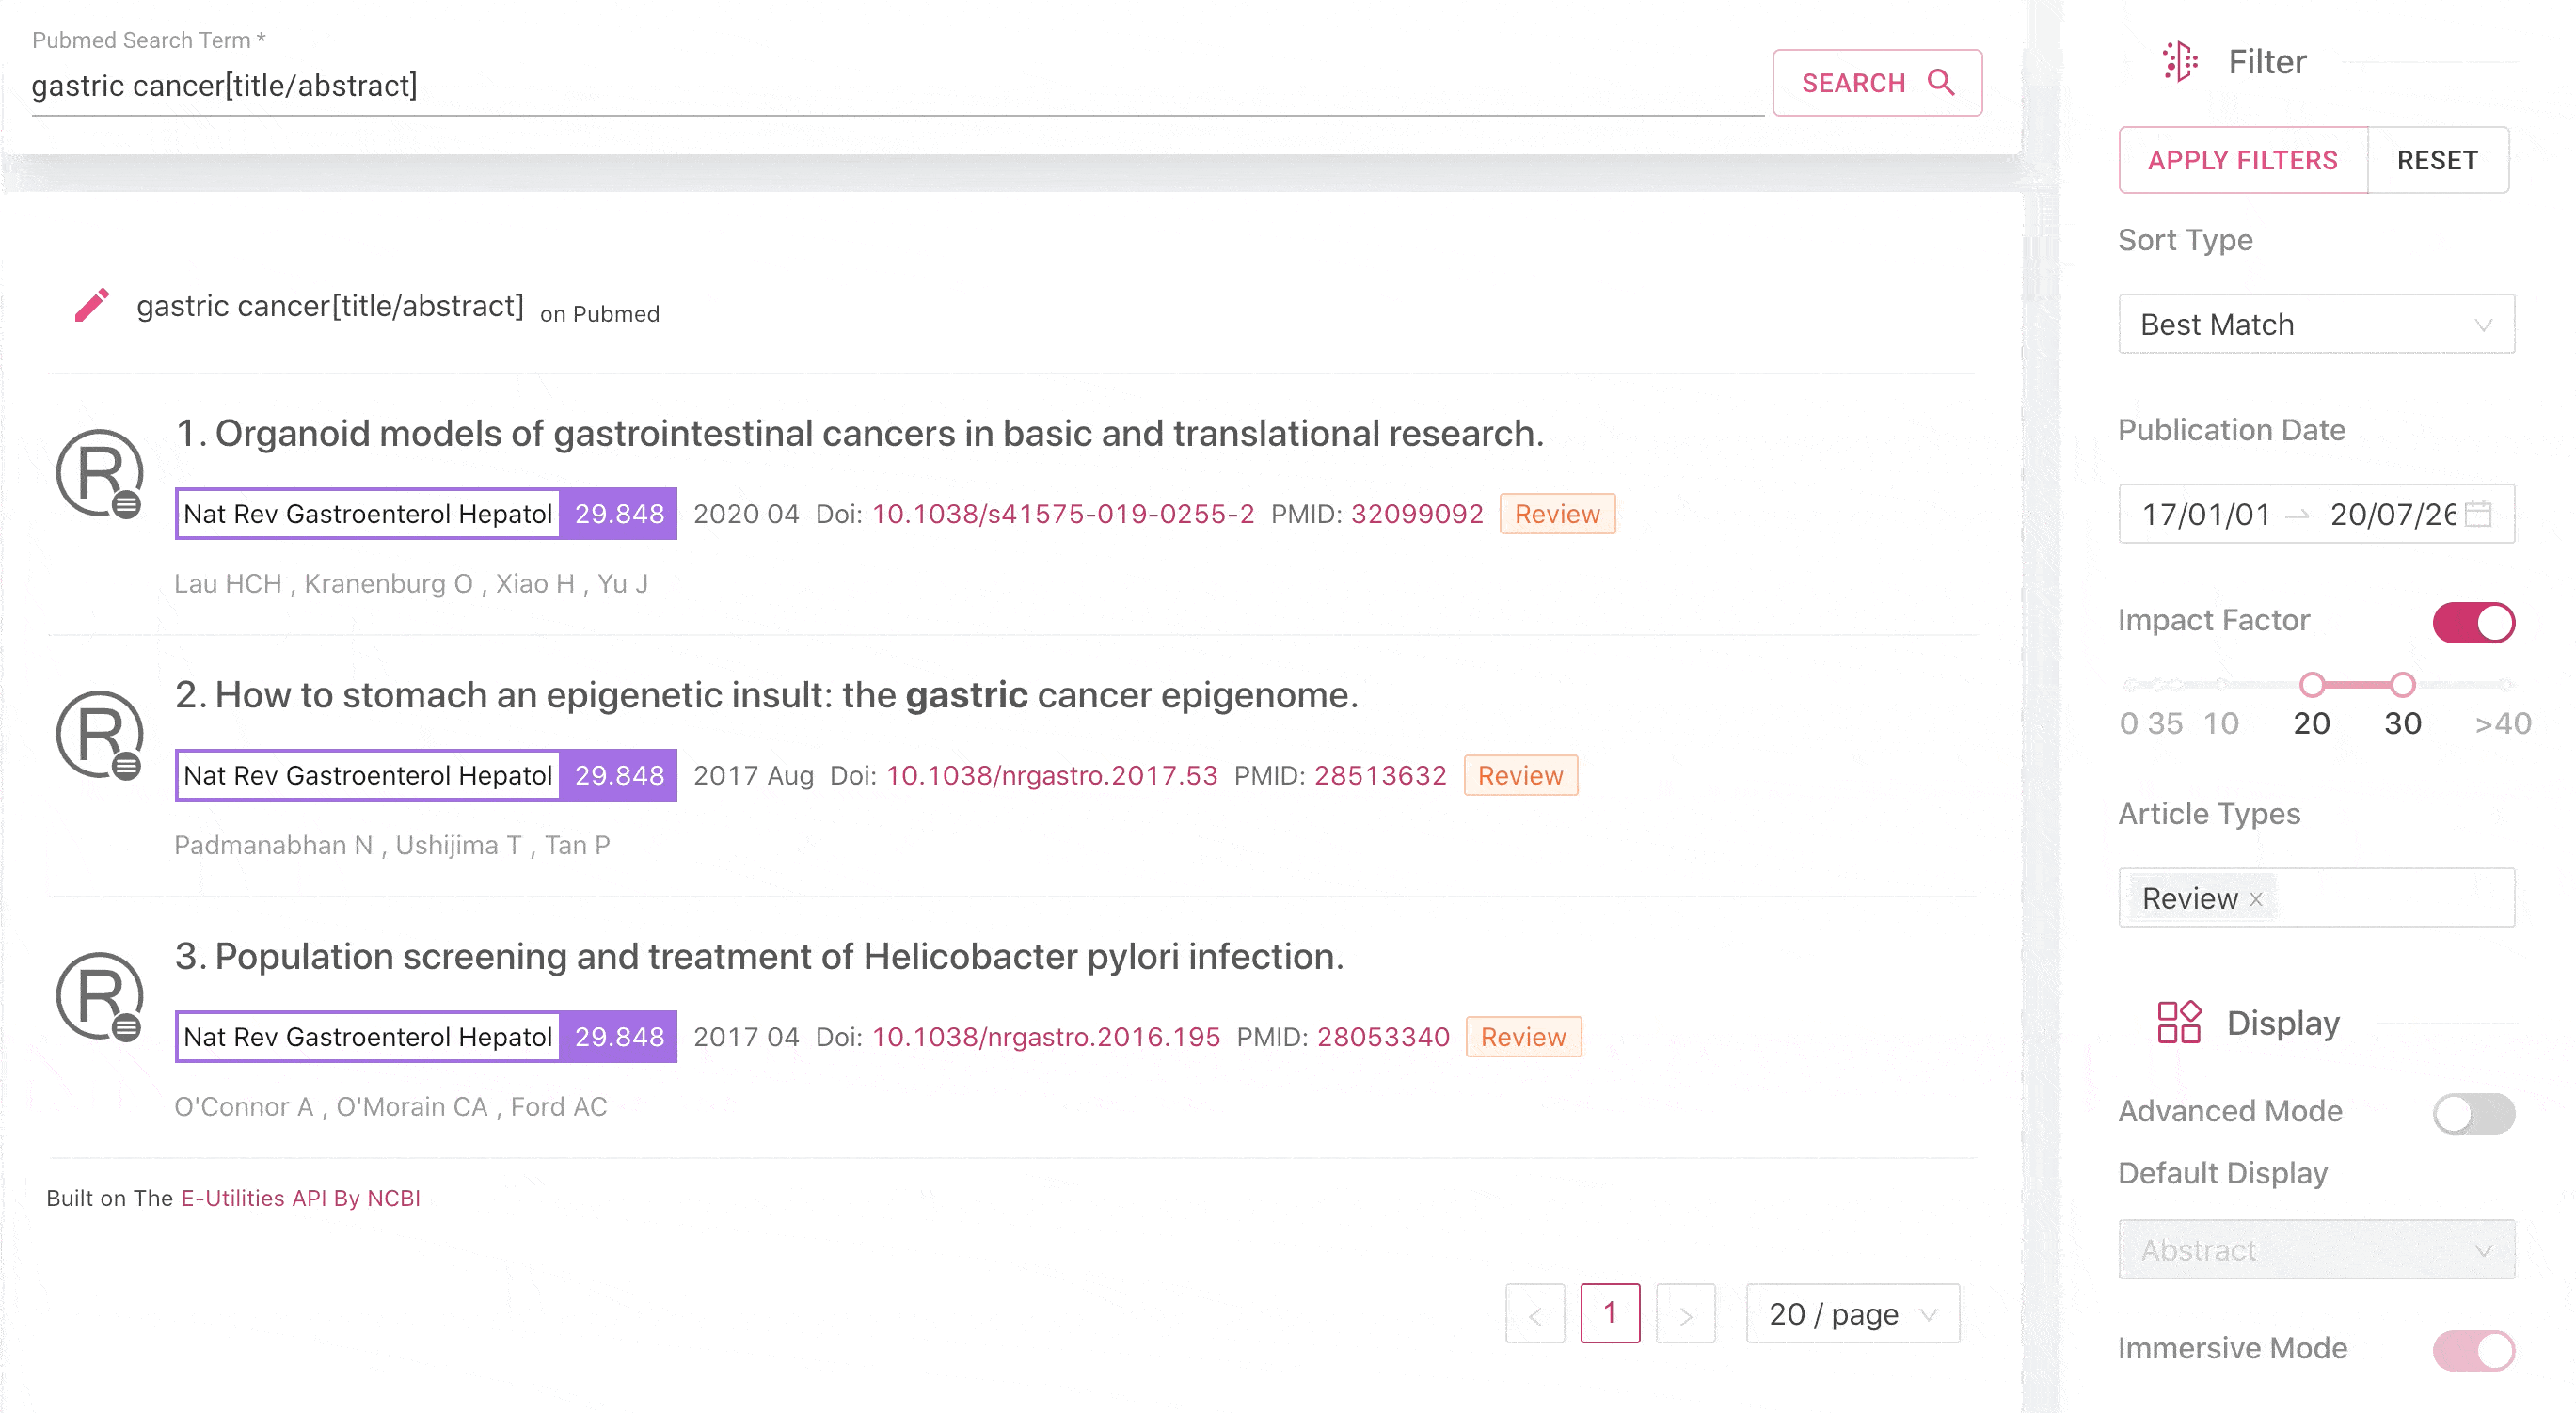 Pubmed Search Term *
gastric cancer[title/abstract]
SEARCH
gastric cancer[title/abstract] on Pubmed
1. Organoid models of gastrointestinal cancers in basic and translational research.
Nat Rev Gastroenterol Hepatol 29.848 2020 04 Doi: 10.1038/s41575-019-0255-2 PMID: 32099092 Review
Lau HCH , Kranenburg O , Xiao H , Yu J
2. How to stomach an epigenetic insult: the gastric cancer epigenome.
Nat Rev Gastroenterol Hepatol 29.848 2017 Aug Doi: 10.1038/nrgastro.2017.53 PMID: 28513632 Review
Padmanabhan N , Ushijima T , Tan P
3. Population screening and treatment of Helicobacter pylori infection.
Nat Rev Gastroenterol Hepatol 29.848 2017 04 Doi: 10.1038/nrgastro.2016.195 PMID: 28053340 Review
O'Connor A , O'Morain CA , Ford AC
Built on The E-Utilities API By NCBI
< 1 > 20 / page
Filter
APPLY FILTERS RESET
Sort Type
Best Match
Publication Date
17/01/01 → 20/07/26
Impact Factor
0 35 10 20 30 >40
Article Types
Review ×
Display
Advanced Mode
Default Display
Abstract
Immersive Mode